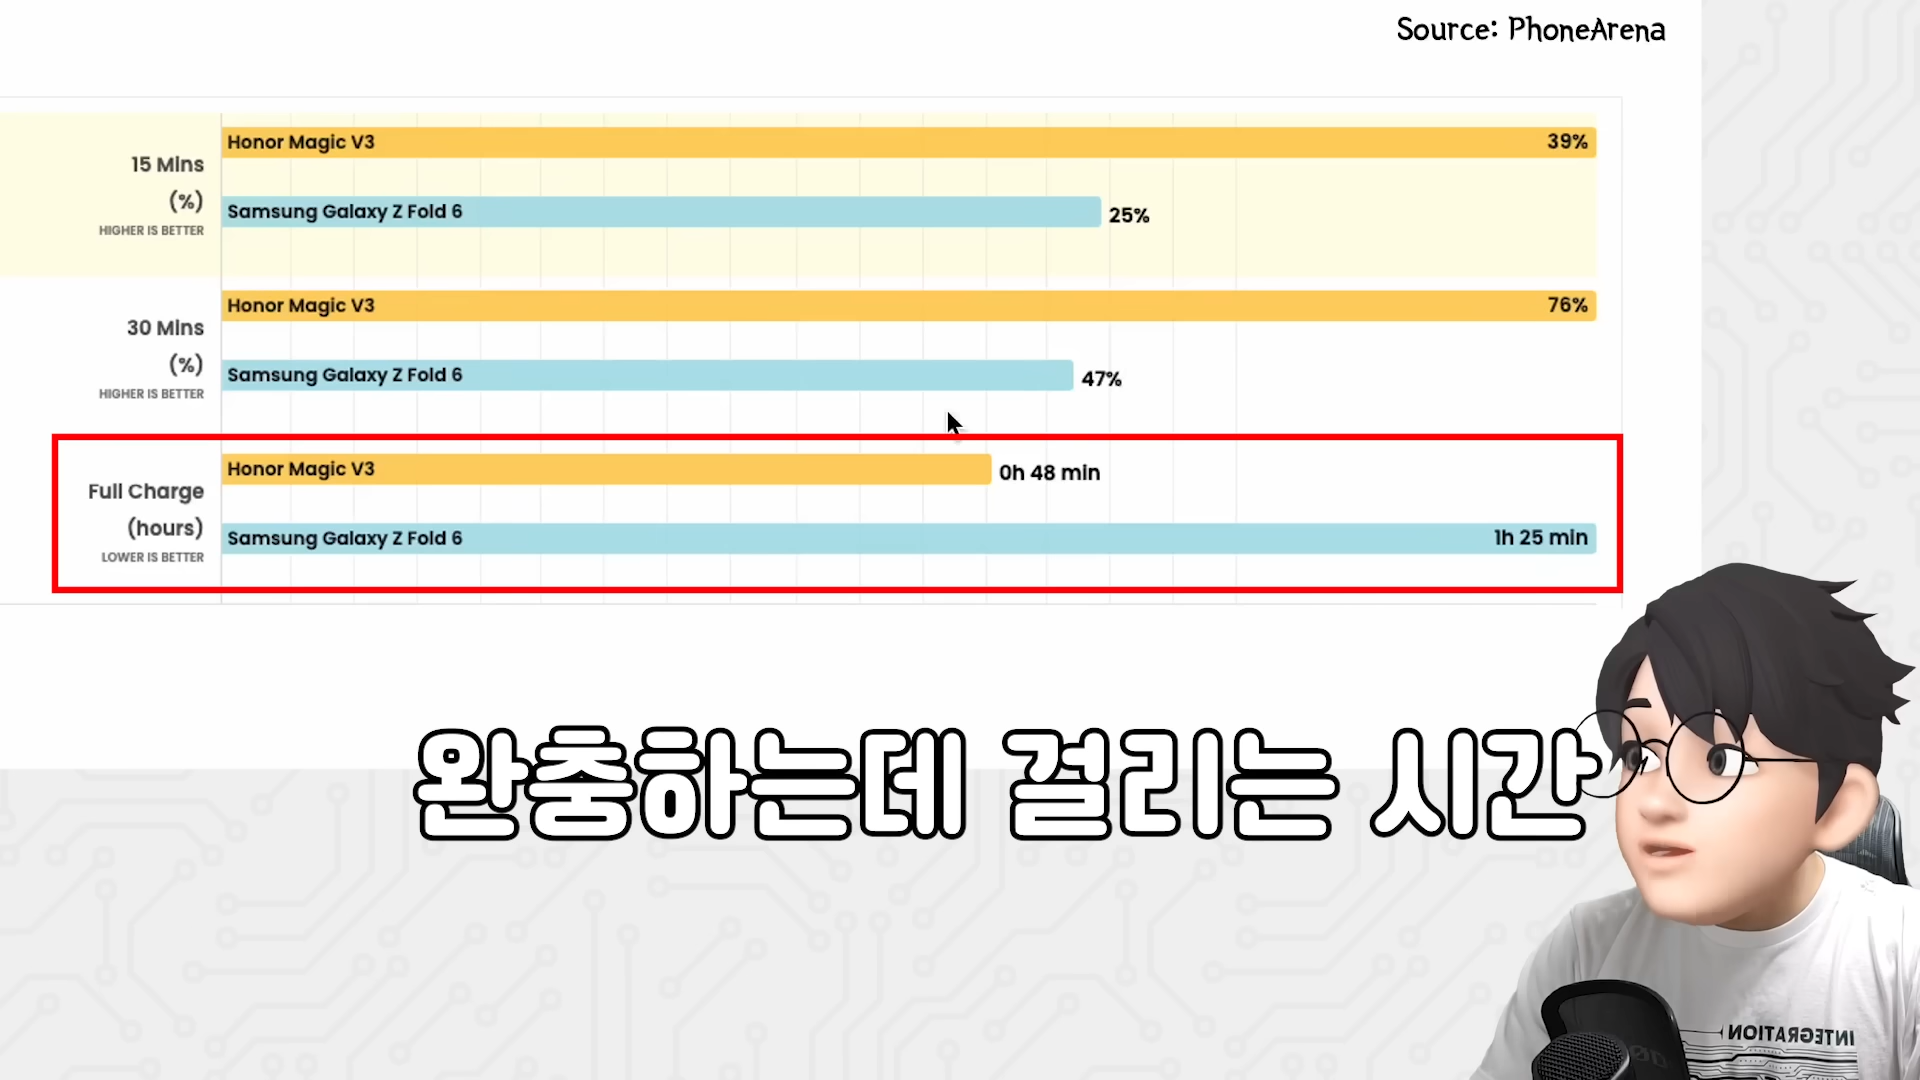 Source: PhoneArena
15 Mins
(%)
HIGHER IS BETTER
Honor Magic V3
39%
Samsung Galaxy Z Fold 6
25%
30 Mins
(%)
HIGHER IS BETTER
Honor Magic V3
76%
Samsung Galaxy Z Fold 6
47%
Full Charge
(hours)
LOWER IS BETTER
Honor Magic V3
0h 48 min
Samsung Galaxy Z Fold 6
1h 25 min
완충하는데 걸리는 시간
INTEGRATION